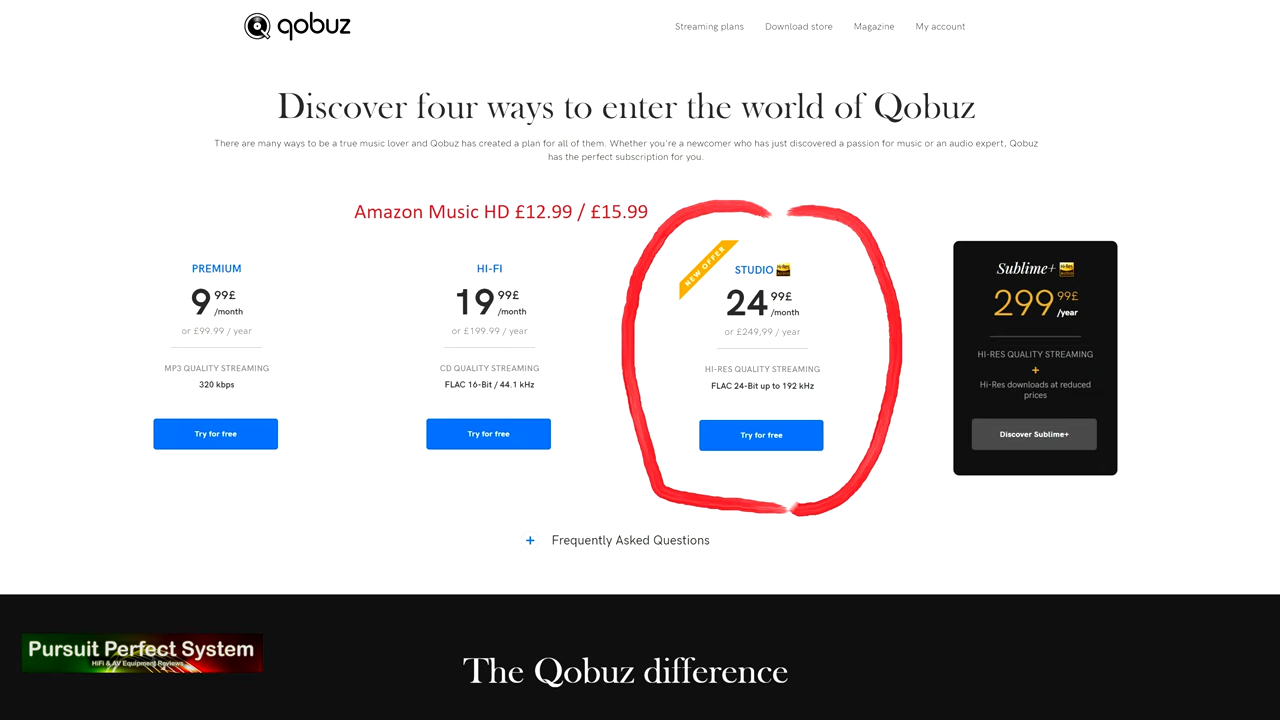 qobuz
Streaming plans Download store Magazine My account
Discover four ways to enter the world of Qobuz
There are many ways to be a true music lover and Qobuz has created a plan for all of them. Whether you're a newcomer who has just discovered a passion for music or an audio expert, Qobuz
has the perfect subscription for you.
Amazon Music HD £12.99 / £15.99
PREMIUM
9 99£
/month
or £99.99 / year
MP3 QUALITY STREAMING
320 kbps
Try for free
HI-FI
19 99£
/month
or £199.99 / year
CD QUALITY STREAMING
FLAC 16-Bit / 44.1 kHz
Try for free
NEW OFFER
STUDIO
24 99£
/month
or £249,99 / year
HI-RES QUALITY STREAMING
FLAC 24-Bit up to 192 kHz
Try for free
Sublime+
299 99£
/year
HI-RES QUALITY STREAMING
+
Hi-Res downloads at reduced
prices
Discover Sublime+
+ Frequently Asked Questions
Pursuit Perfect System
HiFi & AV Equipment Reviews
The Qobuz difference